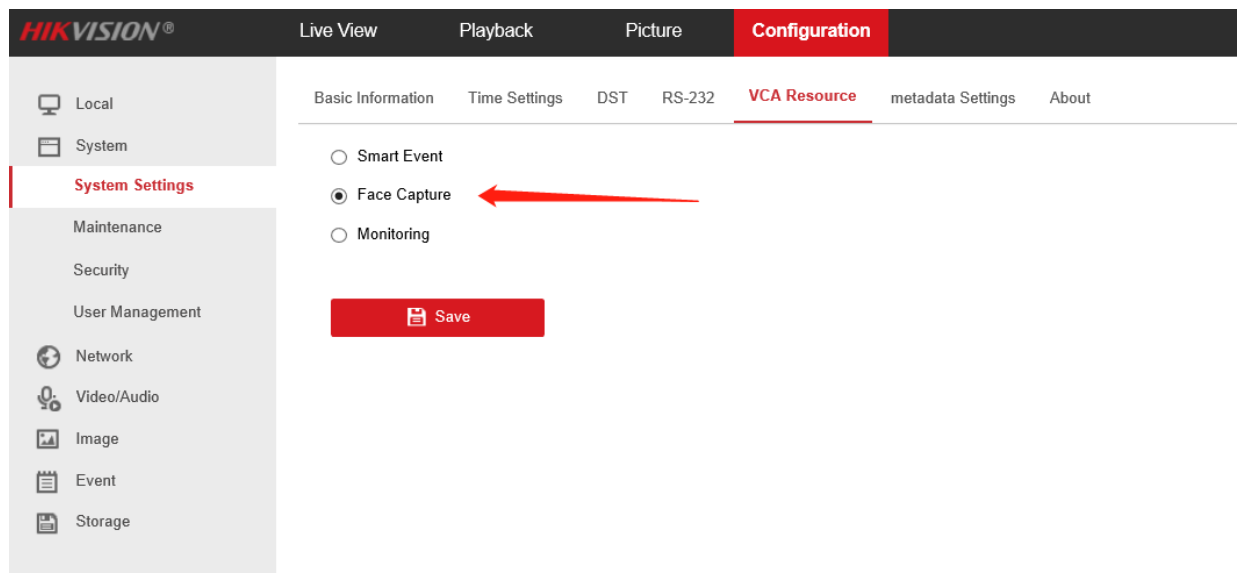 HIKVISION® Live View Playback Picture Configuration
Local
System
System Settings
Maintenance
Security
User Management
Network
Video/Audio
Image
Event
Storage
Basic Information Time Settings DST RS-232 VCA Resource metadata Settings About
Smart Event
Face Capture
Monitoring
Save